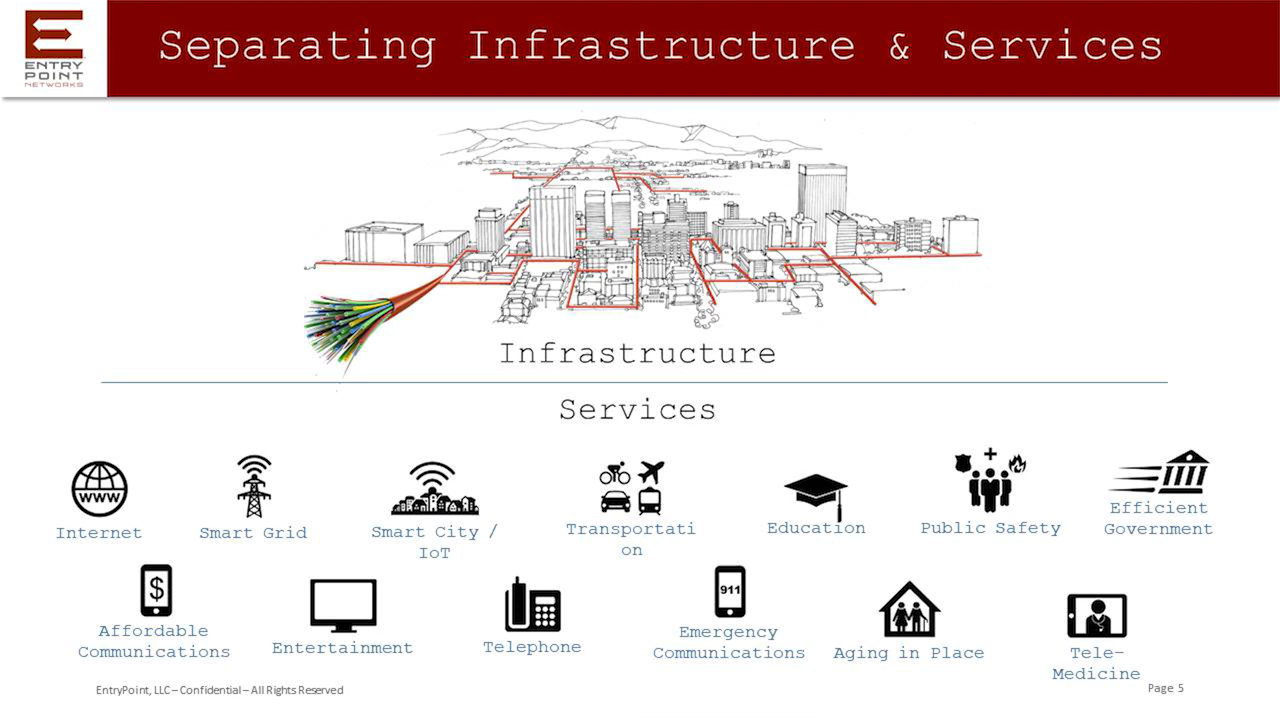 ENTRY
POINT
NETWORKS
Separating Infrastructure & Services
Infrastructure
Services
WWW
Internet
Smart Grid
Smart City /
IoT
Transportati
on
Education
Public Safety
Efficient
Government
$
Affordable
Communications
Entertainment
Telephone
911
Emergency
Communications
Aging in Place
Tele-
Medicine
EntryPoint, LLC – Confidential – All Rights Reserved
Page 5